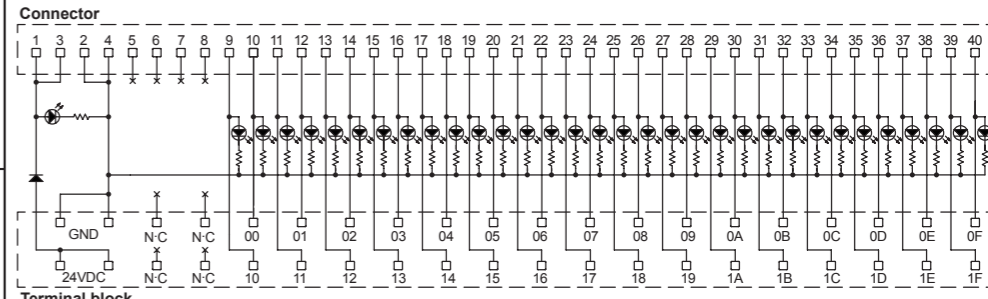 Connector
1 3 2 4 5 6 7 8 9 10 11 12 13 14 15 16 17 18 19 20 21 22 23 24 25 26 27 28 29 30 31 32 33 34 35 36 37 38 39 40
GND N·C N·C 00 01 02 03 04 05 06 07 08 09 0A 0B 0C 0D 0E 0F
24VDC N·C N·C 10 11 12 13 14 15 16 17 18 19 1A 1B 1C 1D 1E 1F
Terminal block